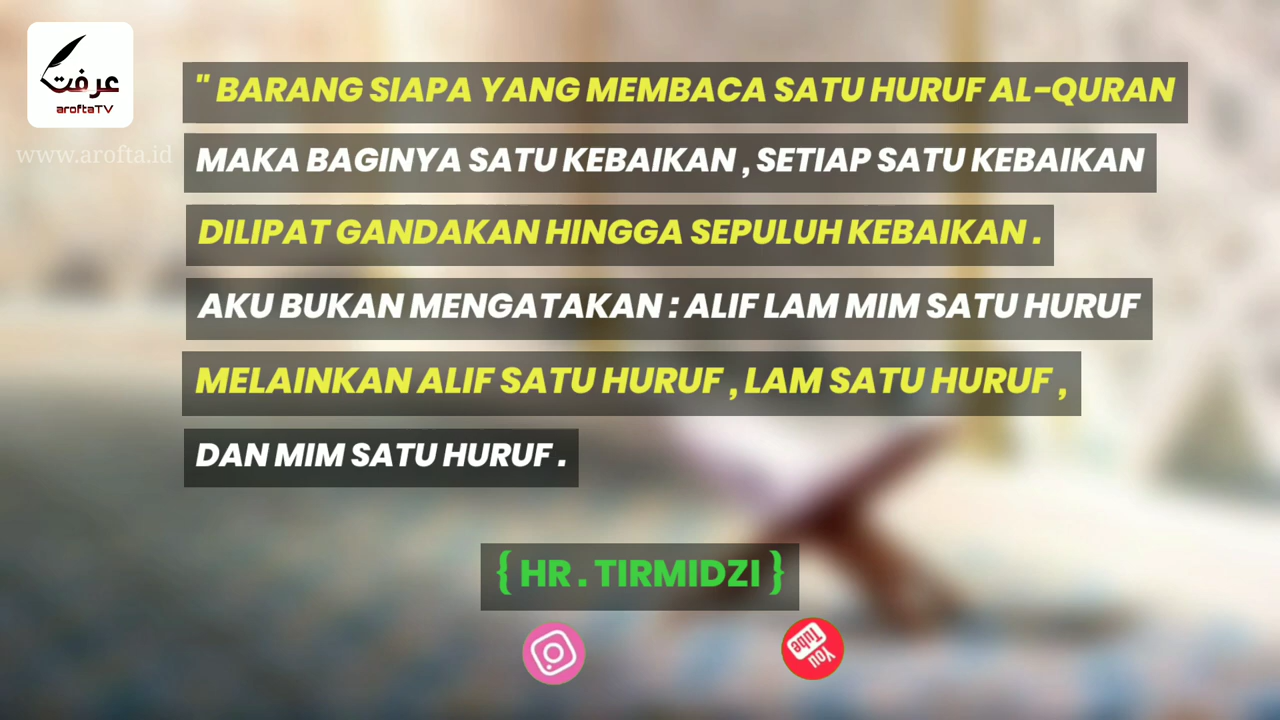 عرفت
aroftaTV
www.arofta.id
" BARANG SIAPA YANG MEMBACA SATU HURUF AL-QURAN
MAKA BAGINYA SATU KEBAIKAN , SETIAP SATU KEBAIKAN
DILIPAT GANDAKAN HINGGA SEPULUH KEBAIKAN .
AKU BUKAN MENGATAKAN : ALIF LAM MIM SATU HURUF
MELAINKAN ALIF SATU HURUF , LAM SATU HURUF ,
DAN MIM SATU HURUF .
{ HR . TIRMIDZI }
You
Tube